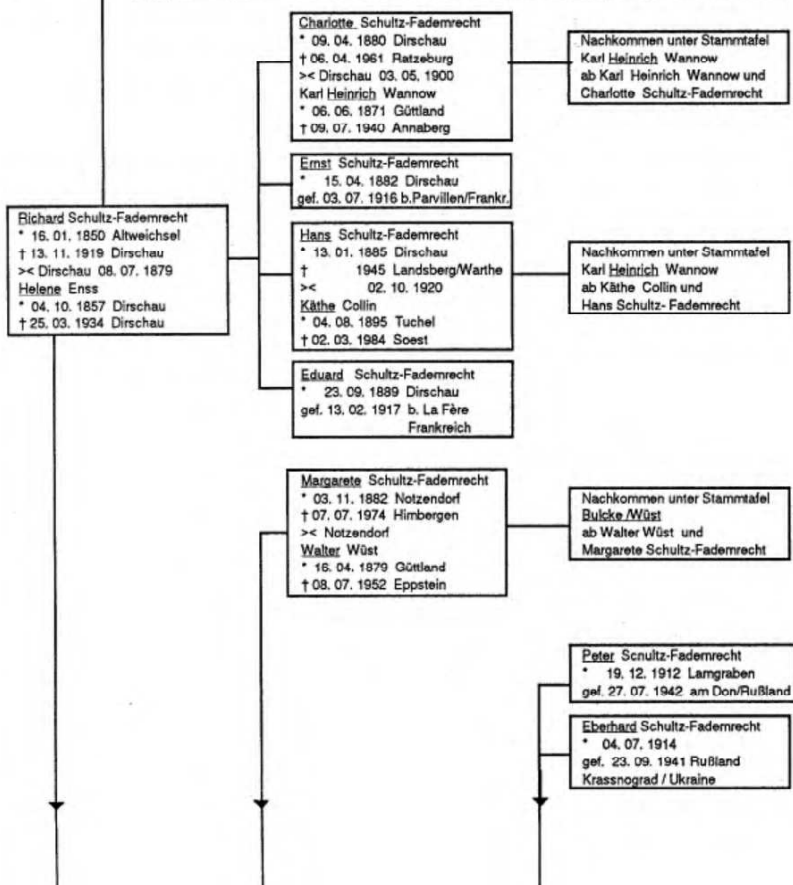 Charlotte Schultz-Fademrecht
* 09. 04. 1880 Dirschau
† 06. 04. 1961 Ratzeburg
>< Dirschau 03. 05. 1900
Karl Heinrich Wannow
* 06. 06. 1871 Güttland
† 09. 07. 1940 Annaberg
Nachkommen unter Stammtafel
Karl Heinrich Wannow
ab Karl Heinrich Wannow und
Charlotte Schultz-Fademrecht
Ernst Schultz-Fademrecht
* 15. 04. 1882 Dirschau
gef. 03. 07. 1916 b.Parvillen/Frankr.
Richard Schultz-Fademrecht
* 16. 01. 1850 Altweichsel
† 13. 11. 1919 Dirschau
>< Dirschau 08. 07. 1879
Helene Enss
* 04. 10. 1857 Dirschau
† 25. 03. 1934 Dirschau
Hans Schultz-Fademrecht
* 13. 01. 1885 Dirschau
† 1945 Landsberg/Warthe
>< 02. 10. 1920
Käthe Collin
* 04. 08. 1895 Tuchel
† 02. 03. 1984 Soest
Nachkommen unter Stammtafel
Karl Heinrich Wannow
ab Käthe Collin und
Hans Schultz- Fademrecht
Eduard Schultz-Fademrecht
* 23. 09. 1889 Dirschau
gef. 13. 02. 1917 b. La Fère
Frankreich
Margarete Schultz-Fademrecht
* 03. 11. 1882 Notzendorf
† 07. 07. 1974 Himbergen
>< Notzendorf
Walter Wüst
* 16. 04. 1879 Güttland
† 08. 07. 1952 Eppstein
Nachkommen unter Stammtafel
Bulcke /Wüst
ab Walter Wüst und
Margarete Schultz-Fademrecht
Peter Schultz-Fademrecht
* 19. 12. 1912 Lamgraben
gef. 27. 07. 1942 am Don/Rußland
Eberhard Schultz-Fademrecht
* 04. 07. 1914
gef. 23. 09. 1941 Rußland
Krassnograd / Ukraine